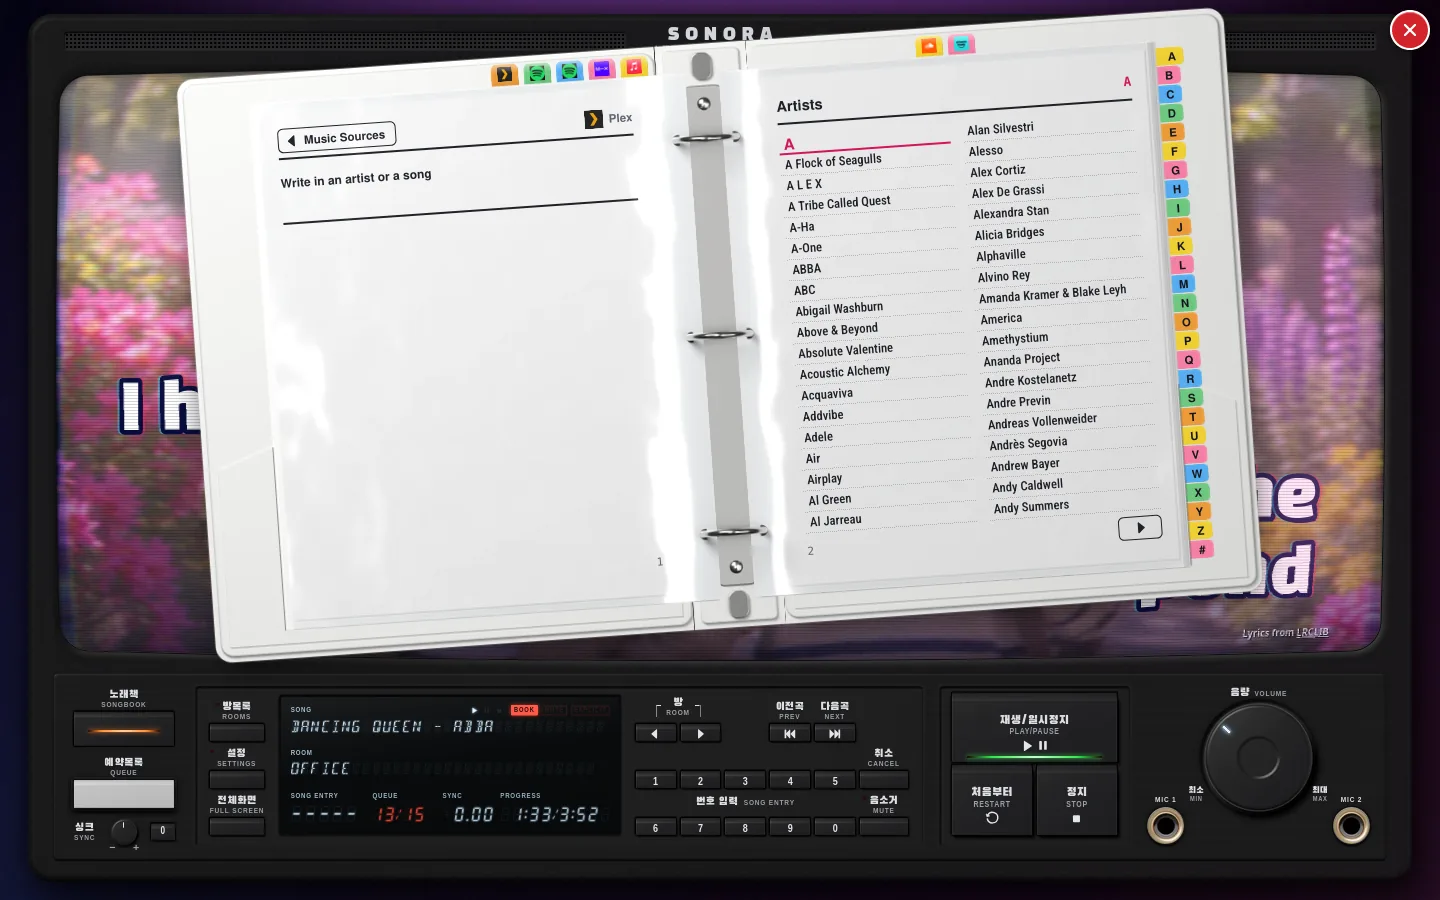 SONORA
Music Sources
Plex
Write in an artist or a song
1
Artists
A
A
A Flock of Seagulls
A L E X
A Tribe Called Quest
A-Ha
A-One
ABBA
ABC
Abigail Washburn
Above & Beyond
Absolute Valentine
Acoustic Alchemy
Acquaviva
Addvibe
Adele
Air
Airplay
Al Green
Al Jarreau
Alan Silvestri
Alesso
Alex Cortiz
Alex De Grassi
Alexandra Stan
Alicia Bridges
Alphaville
Alvino Rey
Amanda Kramer & Blake Leyh
America
Amethystium
Ananda Project
Andre Kostelanetz
Andre Previn
Andreas Vollenweider
Andrès Segovia
Andrew Bayer
Andy Caldwell
Andy Summers
2
A
B
C
D
E
F
G
H
I
J
K
L
M
N
O
P
Q
R
S
T
U
V
W
X
Y
Z
#
I h
Lyrics from LRCLIB
노래책
SONGBOOK
예약목록
QUEUE
싱크
SYNC
0
방목록
ROOMS
설정
SETTINGS
전체화면
FULL SCREEN
SONG
BOOK
DANCING QUEEN - ABBA
ROOM
OFFICE
SONG ENTRY QUEUE SYNC PROGRESS
----- 13/15 0.00 1:33/3:52
방
ROOM
이전곡
PREV
다음곡
NEXT
취소
CANCEL
1 2 3 4 5
번호 입력 SONG ENTRY
음소거
MUTE
6 7 8 9 0
재생/일시정지
PLAY/PAUSE
처음부터
RESTART
정지
STOP
음량 VOLUME
최소
MIN
최대
MAX
MIC 1
MIC 2